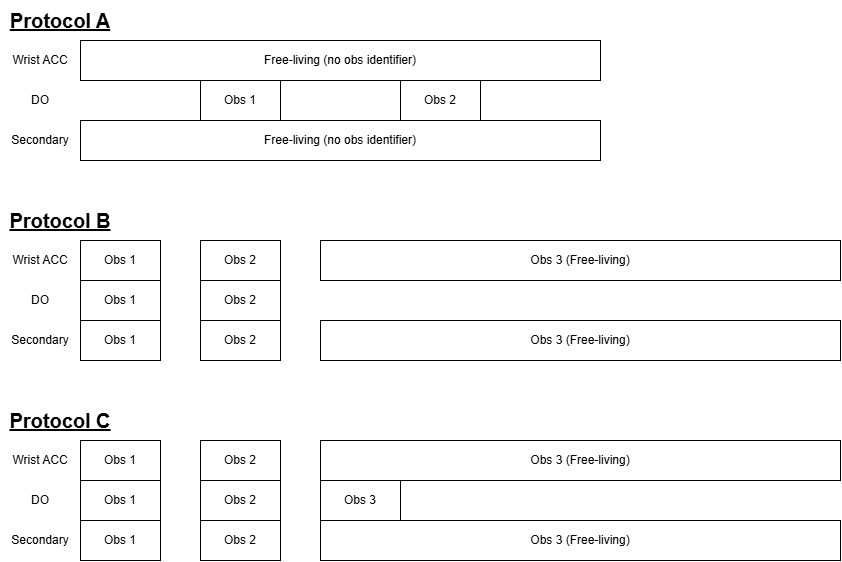 Protocol A
Wrist ACC Free-living (no obs identifier)
DO Obs 1 Obs 2
Secondary Free-living (no obs identifier)
Protocol B
Wrist ACC Obs 1 Obs 2 Obs 3 (Free-living)
DO Obs 1 Obs 2
Secondary Obs 1 Obs 2 Obs 3 (Free-living)
Protocol C
Wrist ACC Obs 1 Obs 2 Obs 3 (Free-living)
DO Obs 1 Obs 2 Obs 3
Secondary Obs 1 Obs 2 Obs 3 (Free-living)